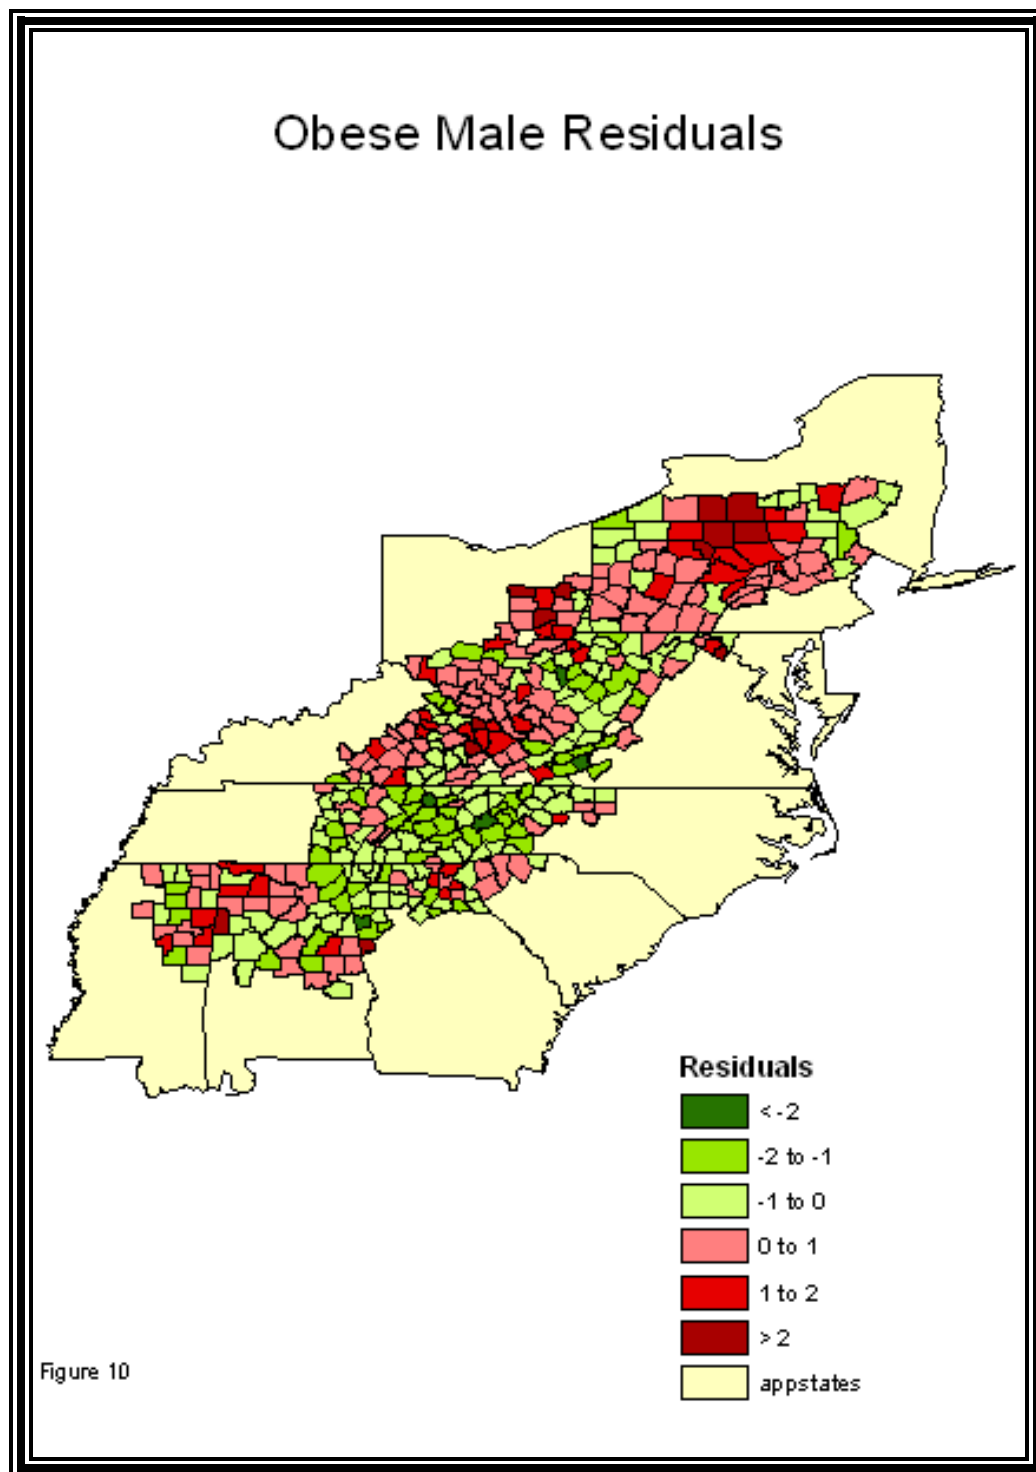 Obese Male Residuals
Residuals
< -2
-2 to -1
-1 to 0
0 to 1
1 to 2
> 2
appstates
Figure 10